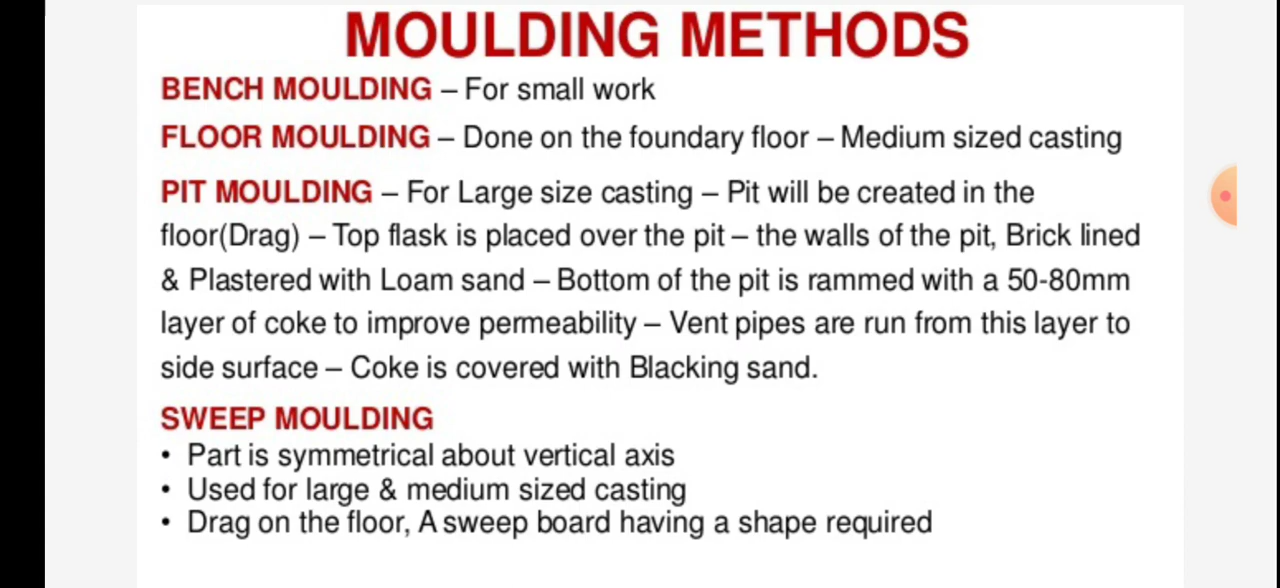 MOULDING METHODS
BENCH MOULDING – For small work
FLOOR MOULDING – Done on the foundary floor – Medium sized casting
PIT MOULDING – For Large size casting – Pit will be created in the
floor(Drag) – Top flask is placed over the pit – the walls of the pit, Brick lined
& Plastered with Loam sand – Bottom of the pit is rammed with a 50-80mm
layer of coke to improve permeability – Vent pipes are run from this layer to
side surface – Coke is covered with Blacking sand.
SWEEP MOULDING
• Part is symmetrical about vertical axis
• Used for large & medium sized casting
• Drag on the floor, A sweep board having a shape required